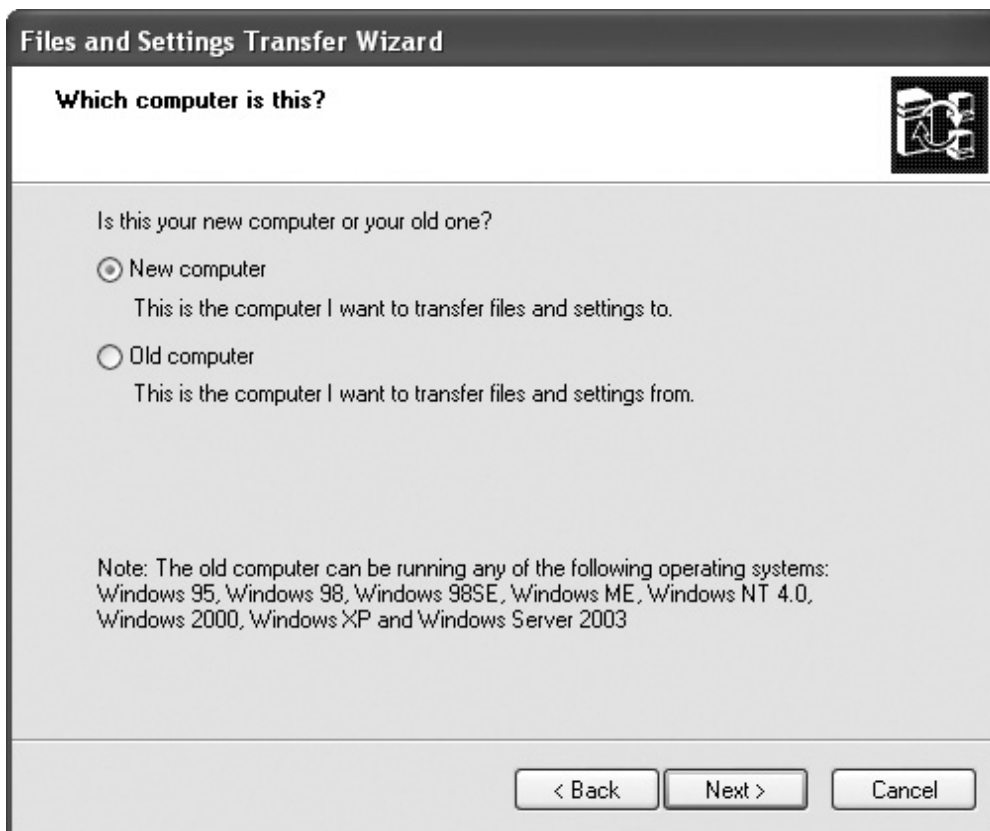 Files and Settings Transfer Wizard
Which computer is this?
Is this your new computer or your old one?
New computer
This is the computer I want to transfer files and settings to.
Old computer
This is the computer I want to transfer files and settings from.
Note: The old computer can be running any of the following operating systems:
Windows 95, Windows 98, Windows 98SE, Windows ME, Windows NT 4.0,
Windows 2000, Windows XP and Windows Server 2003
< Back
Next >
Cancel